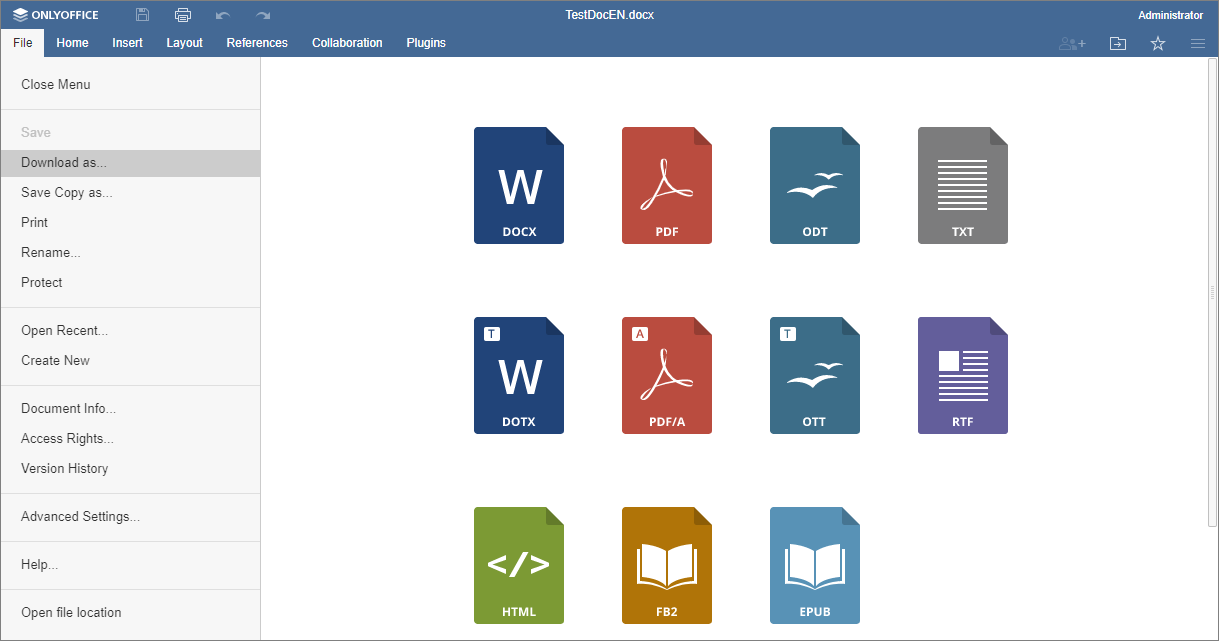 ONLYOFFICE
TestDocEN.docx
Administrator
File Home Insert Layout References Collaboration Plugins
Close Menu
Save
Download as...
Save Copy as...
Print
Rename...
Protect
Open Recent...
Create New
Document Info...
Access Rights...
Version History
Advanced Settings...
Help...
Open file location
W W
DOCX PDF ODT TXT
T A T
W
DOTX PDF/A OTT RTF
</>
HTML FB2 EPUB